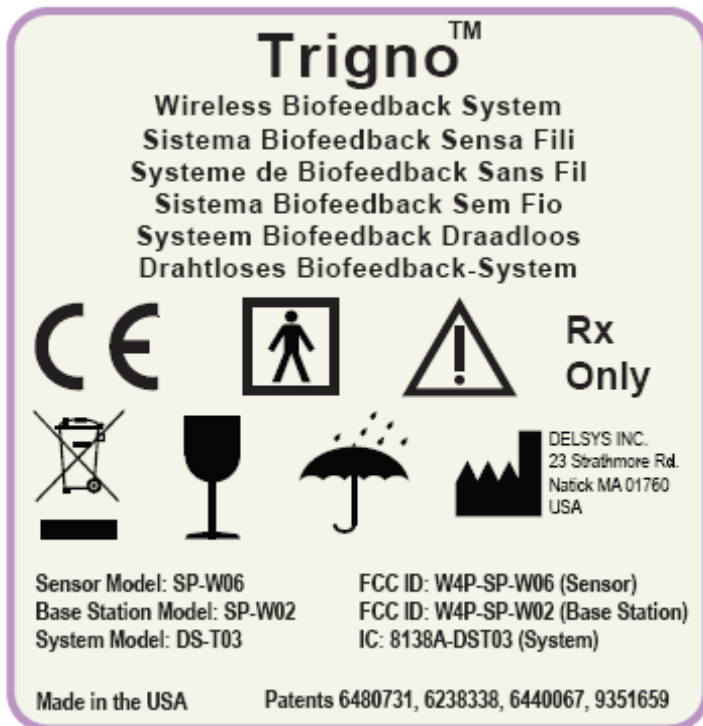 Trigno™
Wireless Biofeedback System
Sistema Biofeedback Sensa Fili
Systeme de Biofeedback Sans Fil
Sistema Biofeedback Sem Fio
Systeem Biofeedback Draadloos
Drahtloses Biofeedback-System
CE
Rx
Only
DELSYS INC.
23 Strathmore Rd.
Natick MA 01760
USA
Sensor Model: SP-W06
Base Station Model: SP-W02
System Model: DS-T03
FCC ID: W4P-SP-W06 (Sensor)
FCC ID: W4P-SP-W02 (Base Station)
IC: 8138A-DST03 (System)
Made in the USA
Patents 6480731, 6238338, 6440067, 9351659